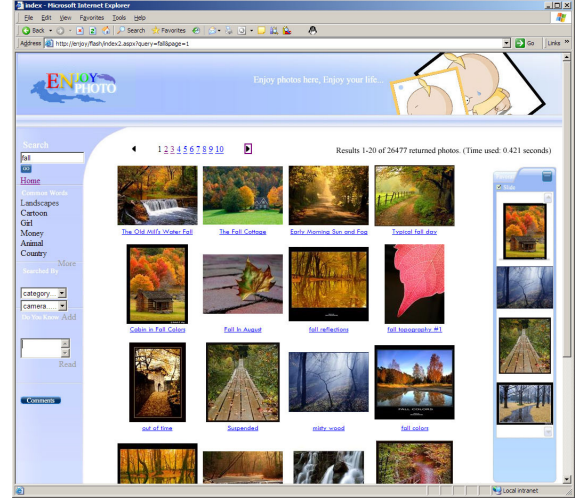 index - Microsoft Internet Explorer
File Edit View Favorites Tools Help
Back Search Favorites
Address http://enjoy/flash/index2.aspx?query=fall&page=1 Go Links »
ENJOY
PHOTO
Enjoy photos here, Enjoy your life...
Search
fall
GO
Home
Common Words
Landscapes
Cartoon
Girl
Money
Animal
Country
More
Searched By
category...
camera.....
Do You Know Add
Read
Comments
1 2 3 4 5 6 7 8 9 10
Results 1-20 of 26477 returned photos. (Time used: 0.421 seconds)
The Old Mill's Water Fall The Fall Cottage Early Morning Sun and Fog Typical fall day
Cabin in Fall Colors Fall In August fall reflections fall topography #1
out of time Suspended misty wood fall colors
FALL COLORS
Local intranet